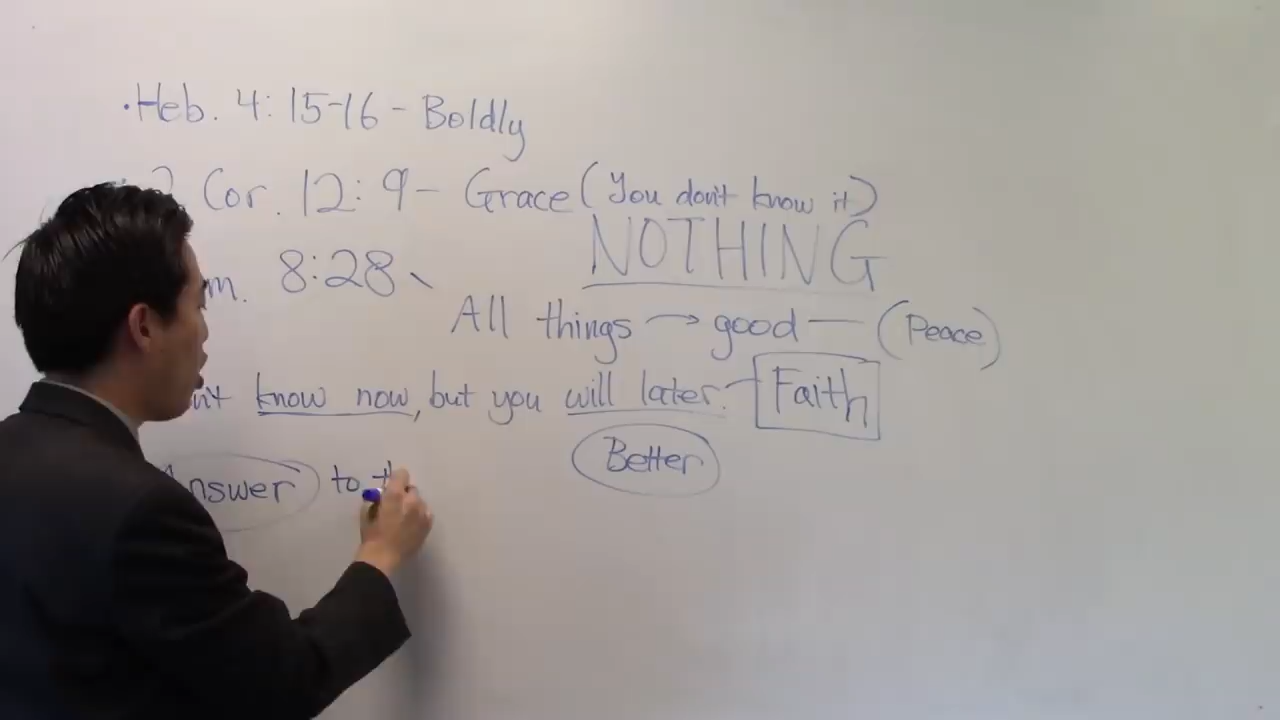 ·Heb. 4:15-16 - Boldly
Cor. 12:9 - Grace (You don't know it)
NOTHING
m. 8:28
All things → good — (Peace)
know now, but you will later. - Faith
Better
Answer to